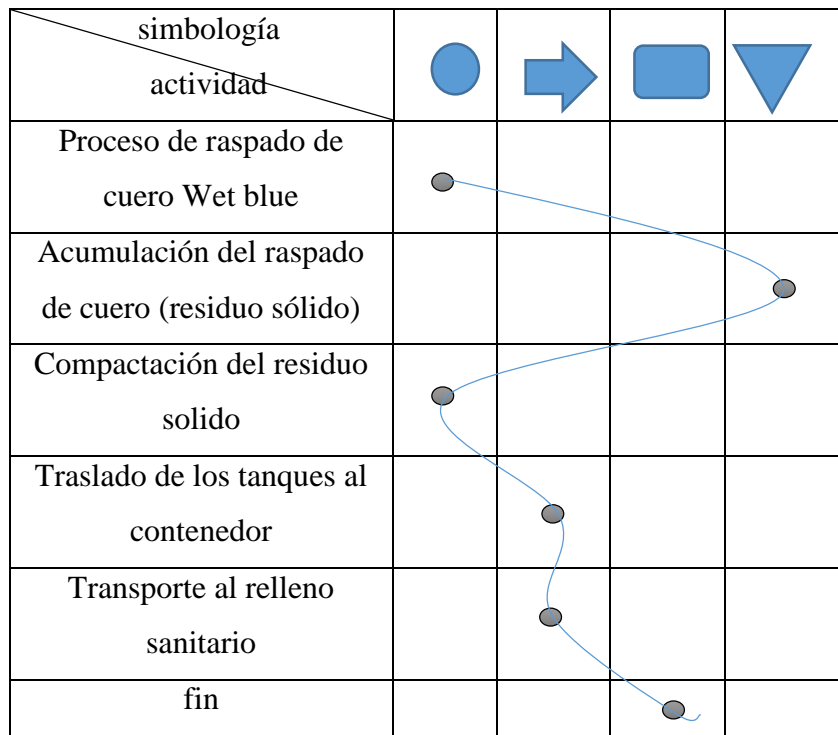 simbología
actividad
Proceso de raspado de
cuero Wet blue
Acumulación del raspado
de cuero (residuo sólido)
Compactación del residuo
solido
Traslado de los tanques al
contenedor
Transporte al relleno
sanitario
fin